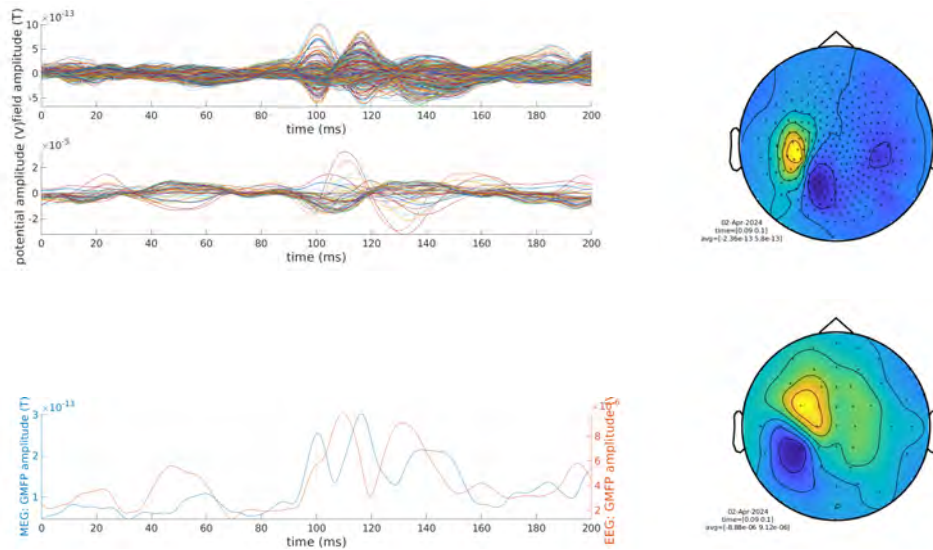 ×10⁻¹³
10
5
0
-5
field amplitude (T)
0 20 40 60 80 100 120 140 160 180 200
time (ms)
×10⁻⁵
2
0
-2
potential amplitude (V)
0 20 40 60 80 100 120 140 160 180 200
time (ms)
02-Apr-2024
time=[0.09 0.1]
avg=[-2.36e-13 5.8e-13]
×10⁻¹³
3
2
1
MEG: GMFP amplitude (T)
8
6
4
2
EEG: GMFP amplitude
0 20 40 60 80 100 120 140 160 180 200
time (ms)
02-Apr-2024
time=[0.09 0.1]
avg=[-8.88e-06 9.12e-06]